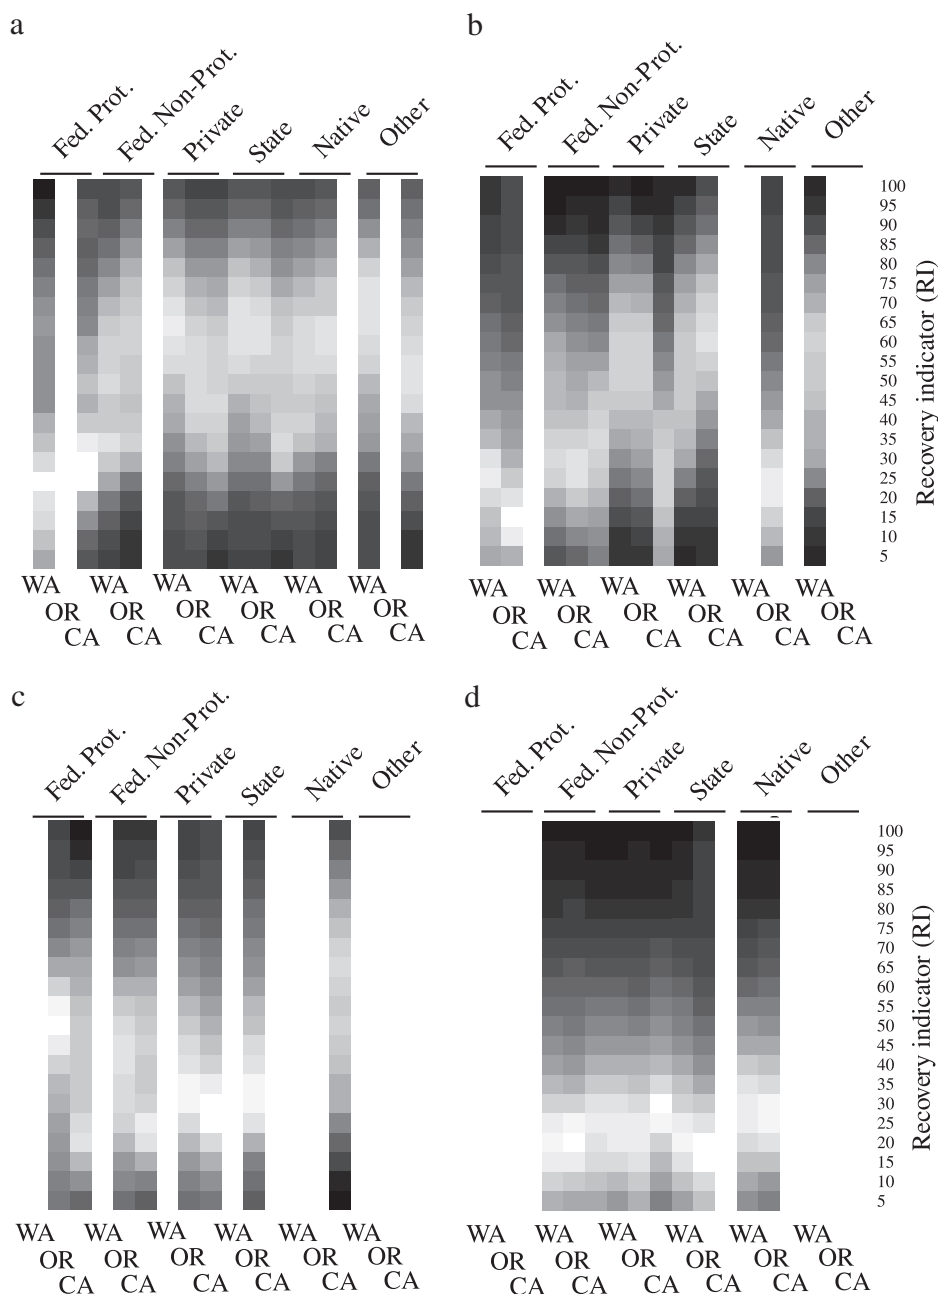 a
Fed. Prot.
Fed. Non-Prot.
Private
State
Native
Other
WA
OR
CA
WA
OR
CA
WA
OR
CA
WA
OR
CA
WA
OR
CA
WA
OR
CA
b
Fed. Prot.
Fed. Non-Prot.
Private
State
Native
Other
100
95
90
85
80
75
70
65
60
55
50
45
40
35
30
25
20
15
10
5
Recovery indicator (RI)
WA
OR
CA
WA
OR
CA
WA
OR
CA
WA
OR
CA
WA
OR
CA
WA
OR
CA
c
Fed. Prot.
Fed. Non-Prot.
Private
State
Native
Other
WA
OR
CA
WA
OR
CA
WA
OR
CA
WA
OR
CA
WA
OR
CA
WA
OR
CA
d
Fed. Prot.
Fed. Non-Prot.
Private
State
Native
Other
100
95
90
85
80
75
70
65
60
55
50
45
40
35
30
25
20
15
10
5
Recovery indicator (RI)
WA
OR
CA
WA
OR
CA
WA
OR
CA
WA
OR
CA
WA
OR
CA
WA
OR
CA